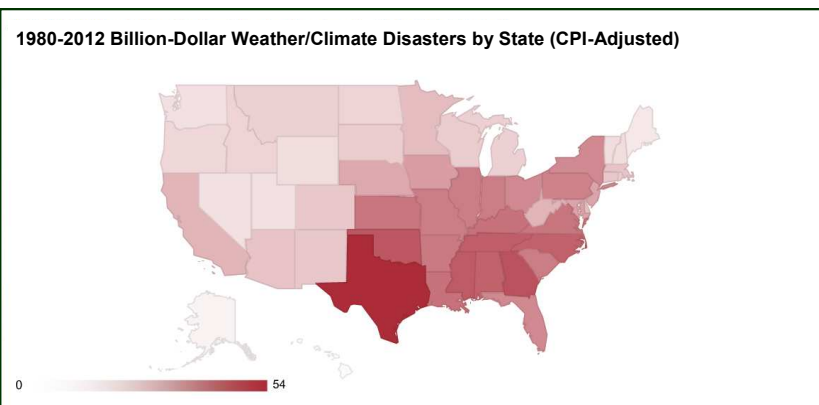 1980-2012 Billion-Dollar Weather/Climate Disasters by State (CPI-Adjusted)
0
54